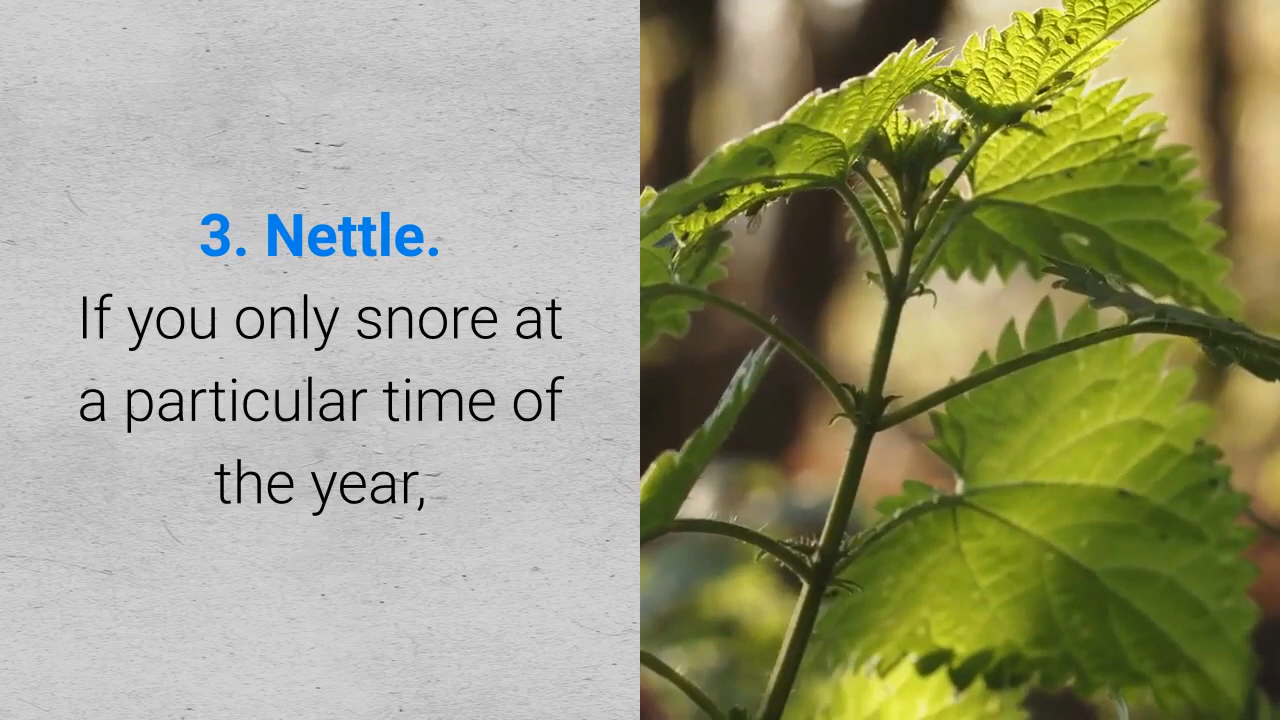 3. Nettle.
If you only snore at
a particular time of
the year,